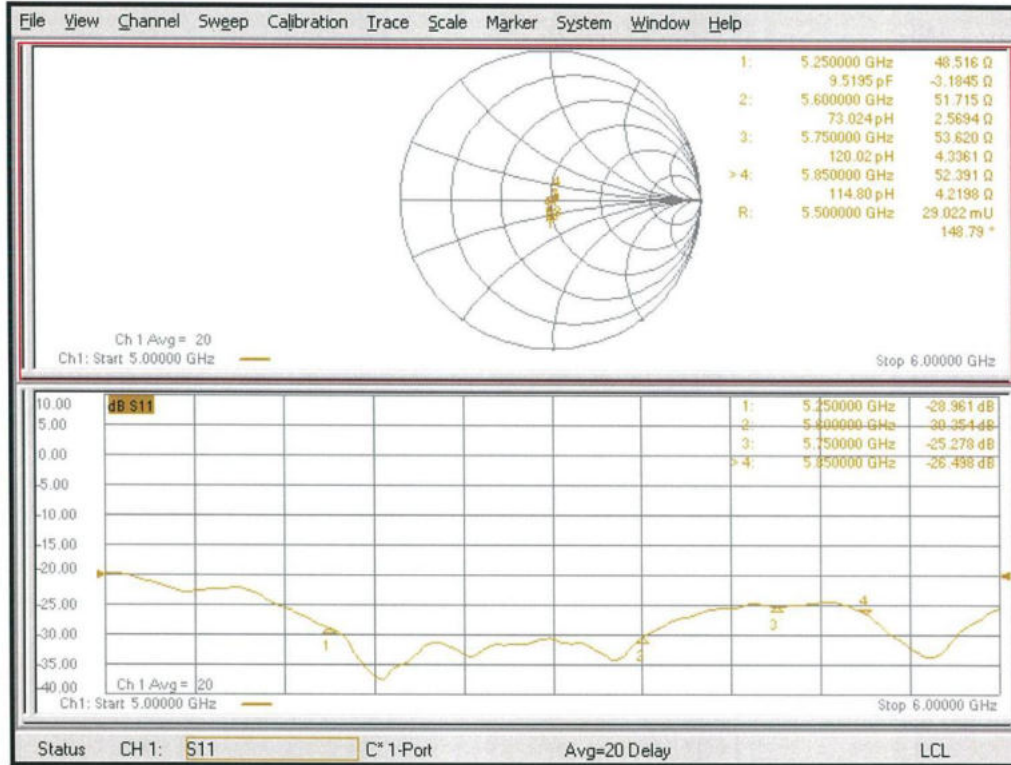 File View Channel Sweep Calibration Trace Scale Marker System Window Help
1: 5.250000 GHz 48.516 Ω
9.5195 pF -3.1845 Ω
2: 5.600000 GHz 51.715 Ω
73.024 pH 2.5694 Ω
3: 5.750000 GHz 53.620 Ω
120.02 pH 4.3361 Ω
> 4: 5.850000 GHz 52.391 Ω
114.80 pH 4.2198 Ω
R: 5.500000 GHz 29.022 mU
148.79 °
4
Ch 1 Avg = 20
Ch1: Start 5.00000 GHz
Stop 6.00000 GHz
10.00
dB S11
1: 5.250000 GHz -28.961 dB
5.00
2: 5.600000 GHz -30.354 dB
3: 5.750000 GHz -25.278 dB
0.00
> 4: 5.850000 GHz -26.498 dB
-5.00
-10.00
-15.00
-20.00
-25.00
-30.00
-35.00
-40.00
1
2
3
4
Ch 1 Avg = 20
Ch1: Start 5.00000 GHz
Stop 6.00000 GHz
Status CH 1: S11 C* 1-Port Avg=20 Delay LCL